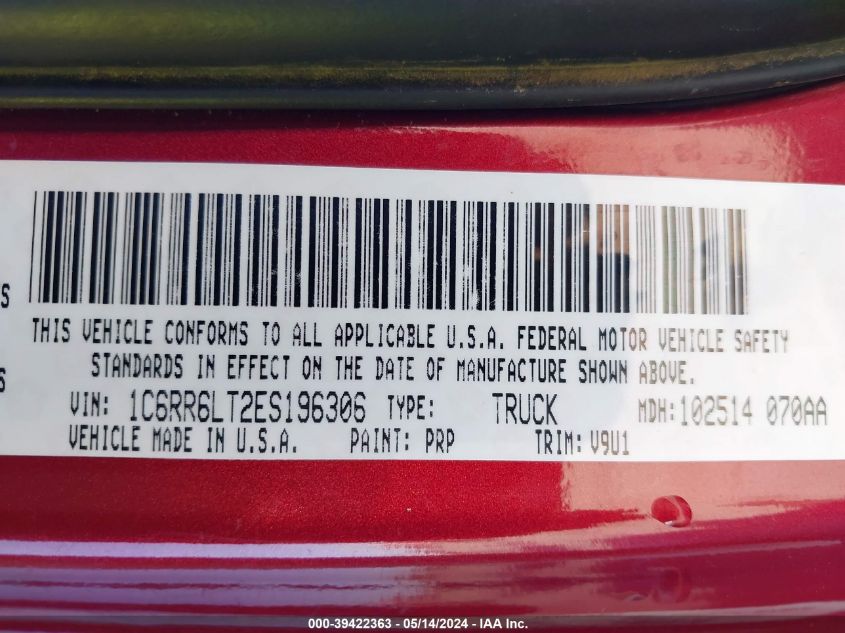 S
THIS VEHICLE CONFORMS TO ALL APPLICABLE U.S.A. FEDERAL MOTOR VEHICLE SAFETY
S
STANDARDS IN EFFECT ON THE DATE OF MANUFACTURE SHOWN ABOVE.
VIN: 1C6RR6LT2ES196306 TYPE: TRUCK MDH:102514 070AA
VEHICLE MADE IN U.S.A. PAINT: PRP TRIM: V9U1
000-39422363 - 05/14/2024 - IAA Inc.